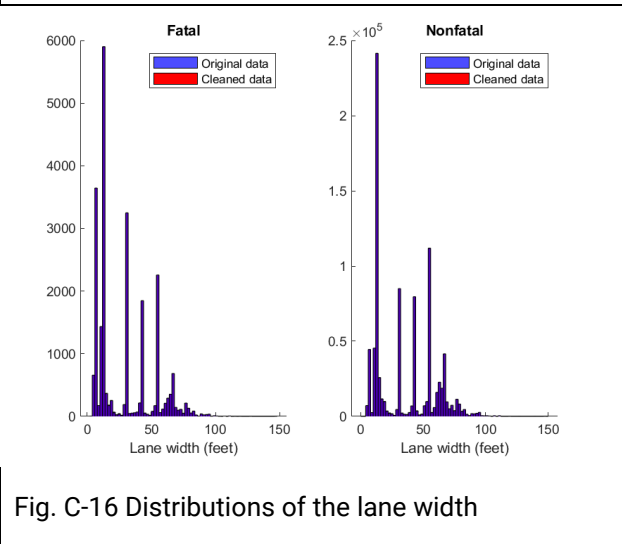 Fatal
Original data
Cleaned data
6000
5000
4000
3000
2000
1000
0
0 50 100 150
Lane width (feet)
Nonfatal
×10⁵
Original data
Cleaned data
2.5
2
1.5
1
0.5
0
0 50 100 150
Lane width (feet)
Fig. C-16 Distributions of the lane width